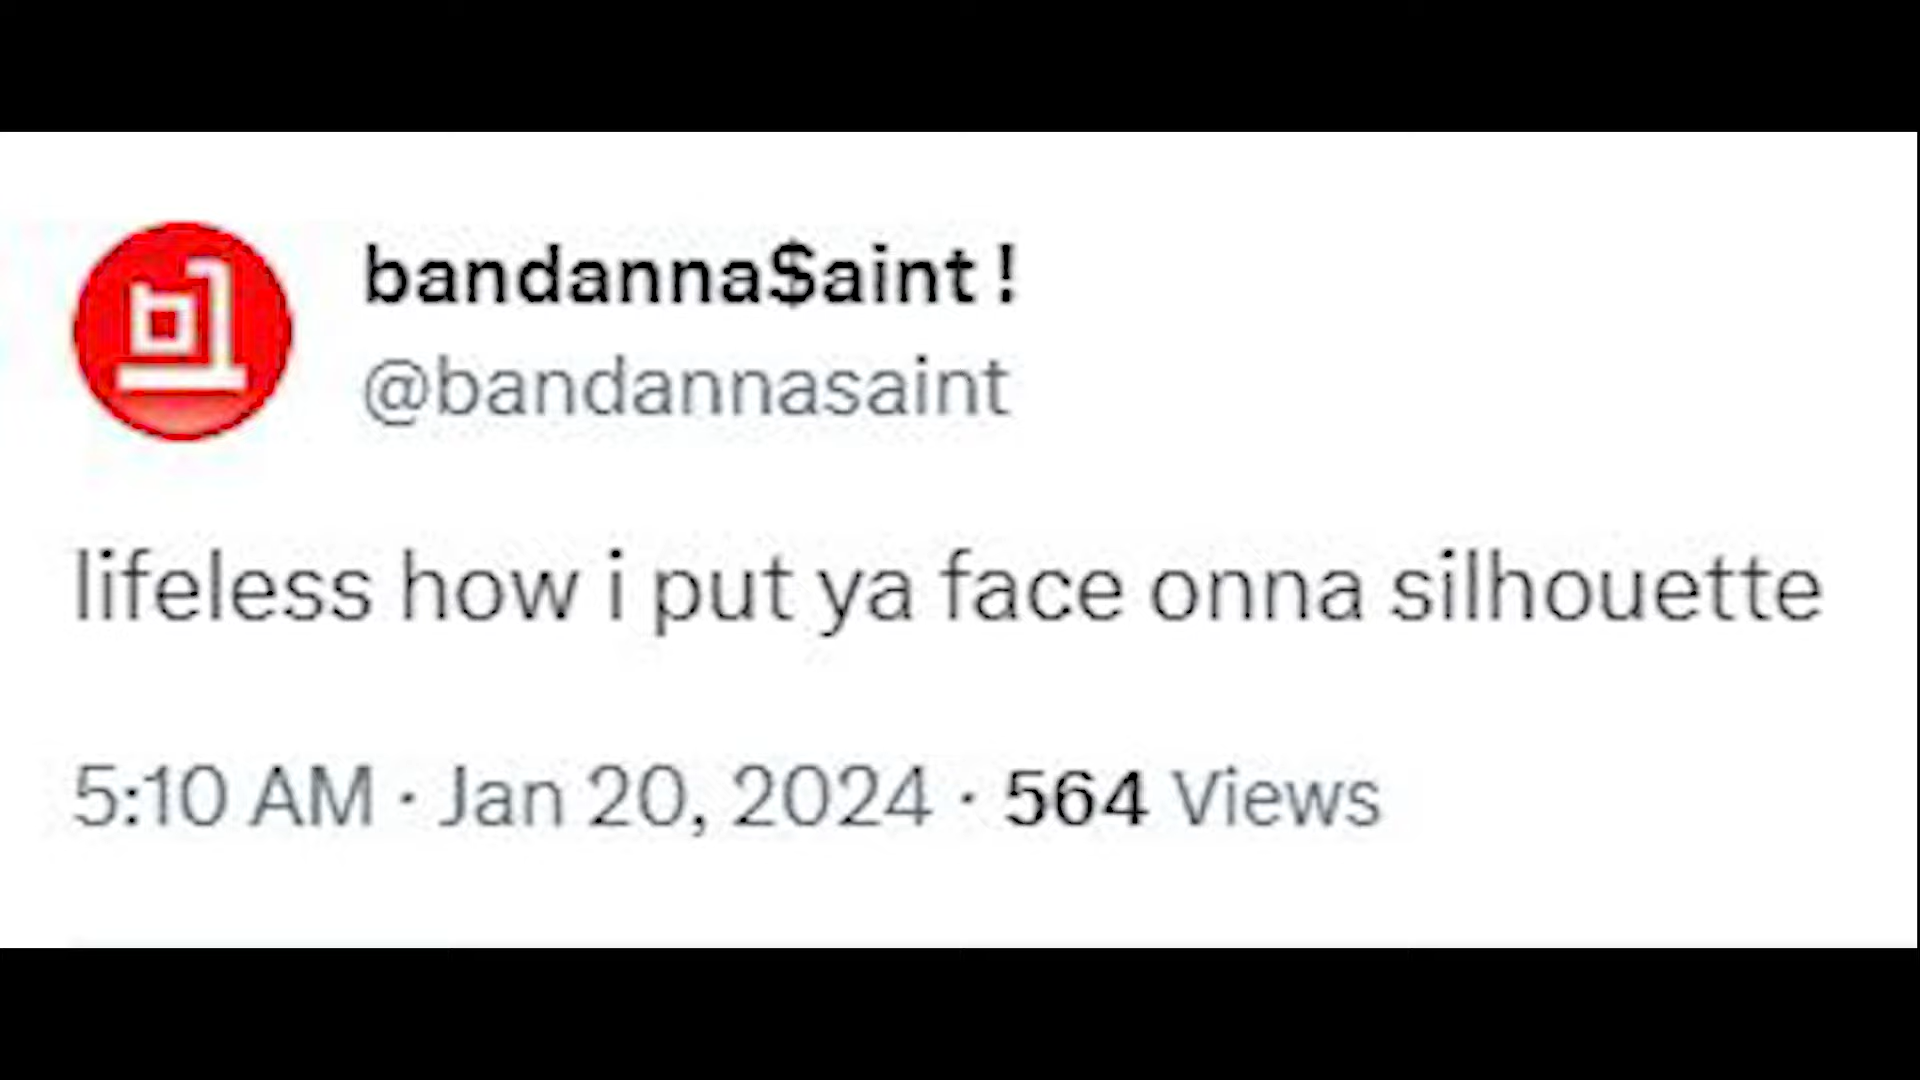 bandanna$aint !
@bandannasaint
lifeless how i put ya face onna silhouette
5:10 AM · Jan 20, 2024 · 564 Views